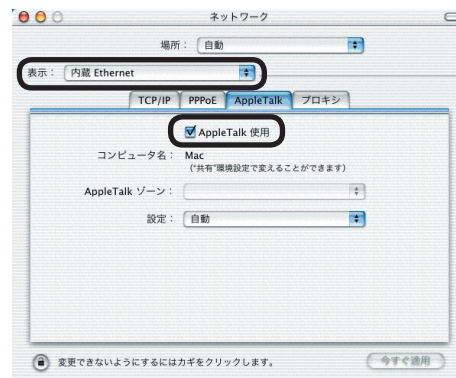 ネットワーク
場所： 自動
表示： 内蔵 Ethernet
TCP/IP PPPoE AppleTalk プロキシ
AppleTalk 使用
コンピュータ名： Mac
（“共有”環境設定で変えることができます）
AppleTalk ゾーン：
設定： 自動
変更できないようにするにはカギをクリックします。
今すぐ適用